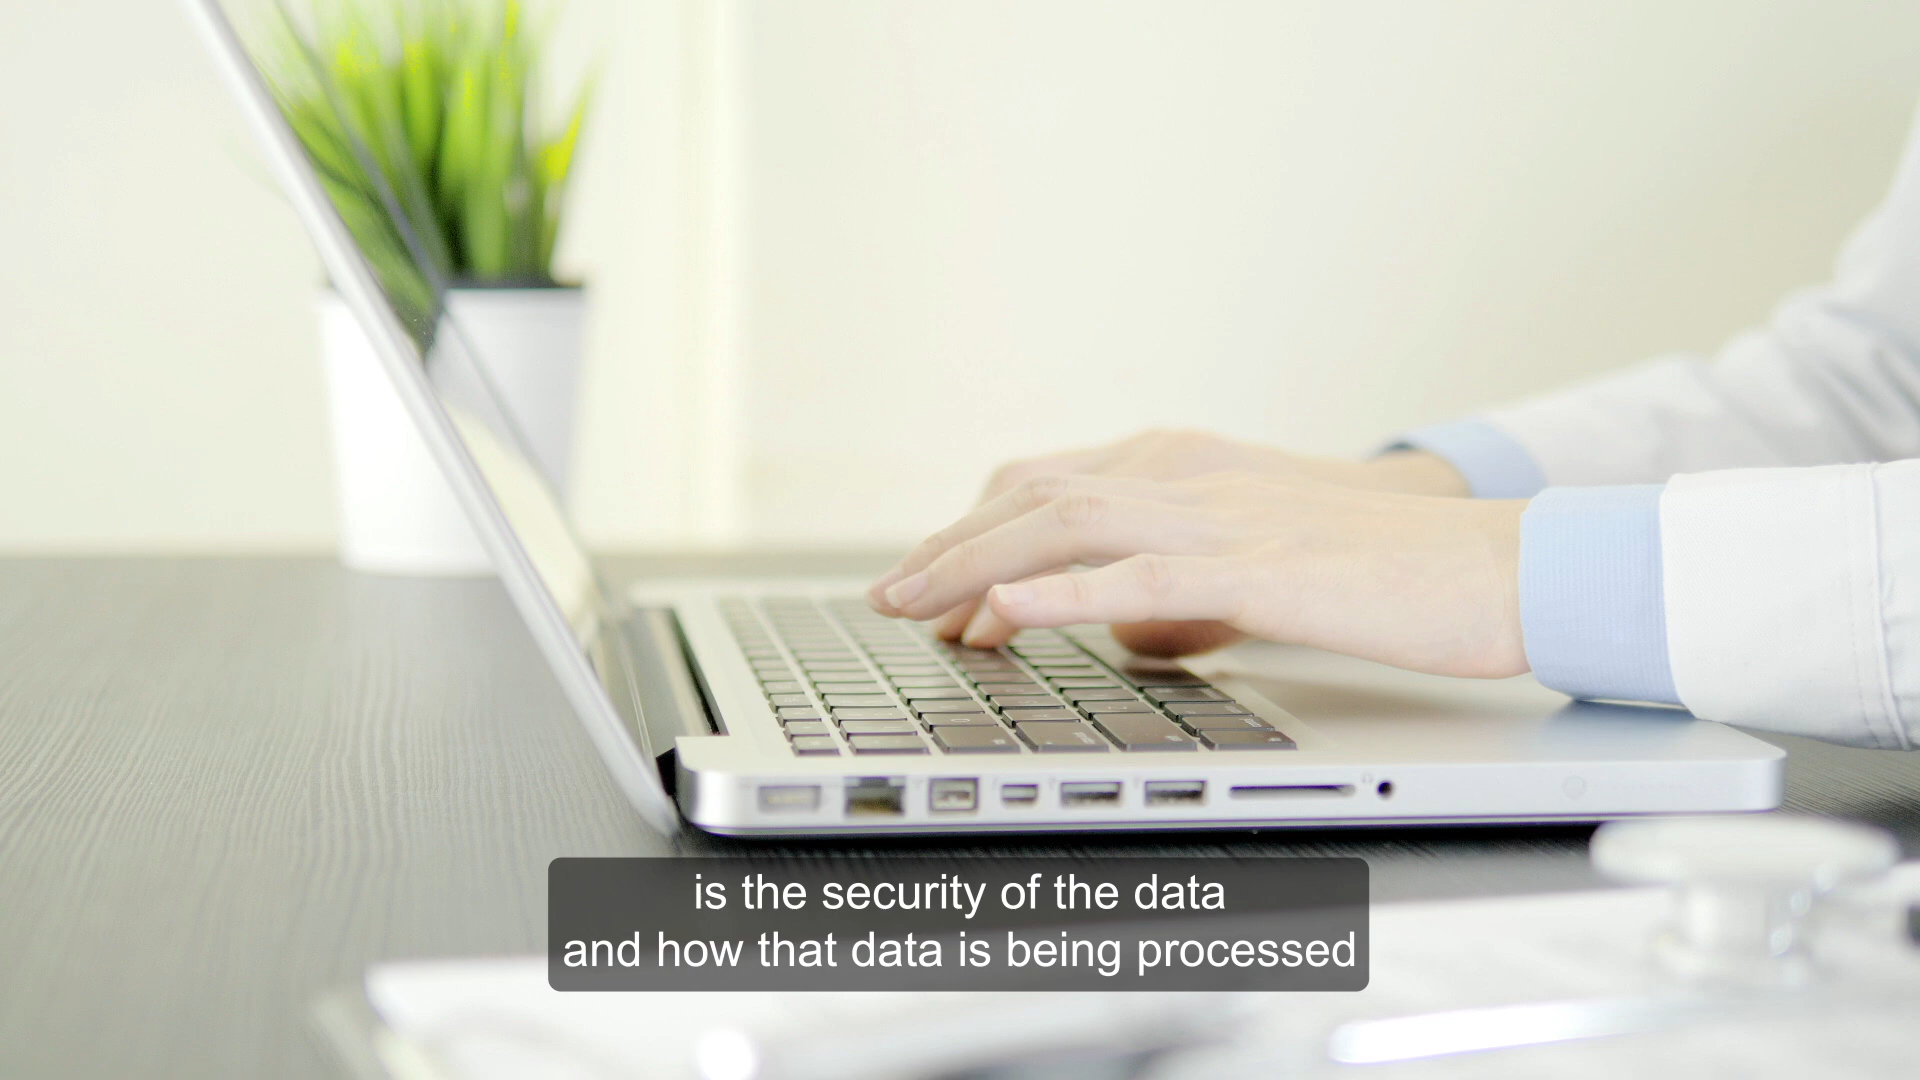 is the security of the data
and how that data is being processed